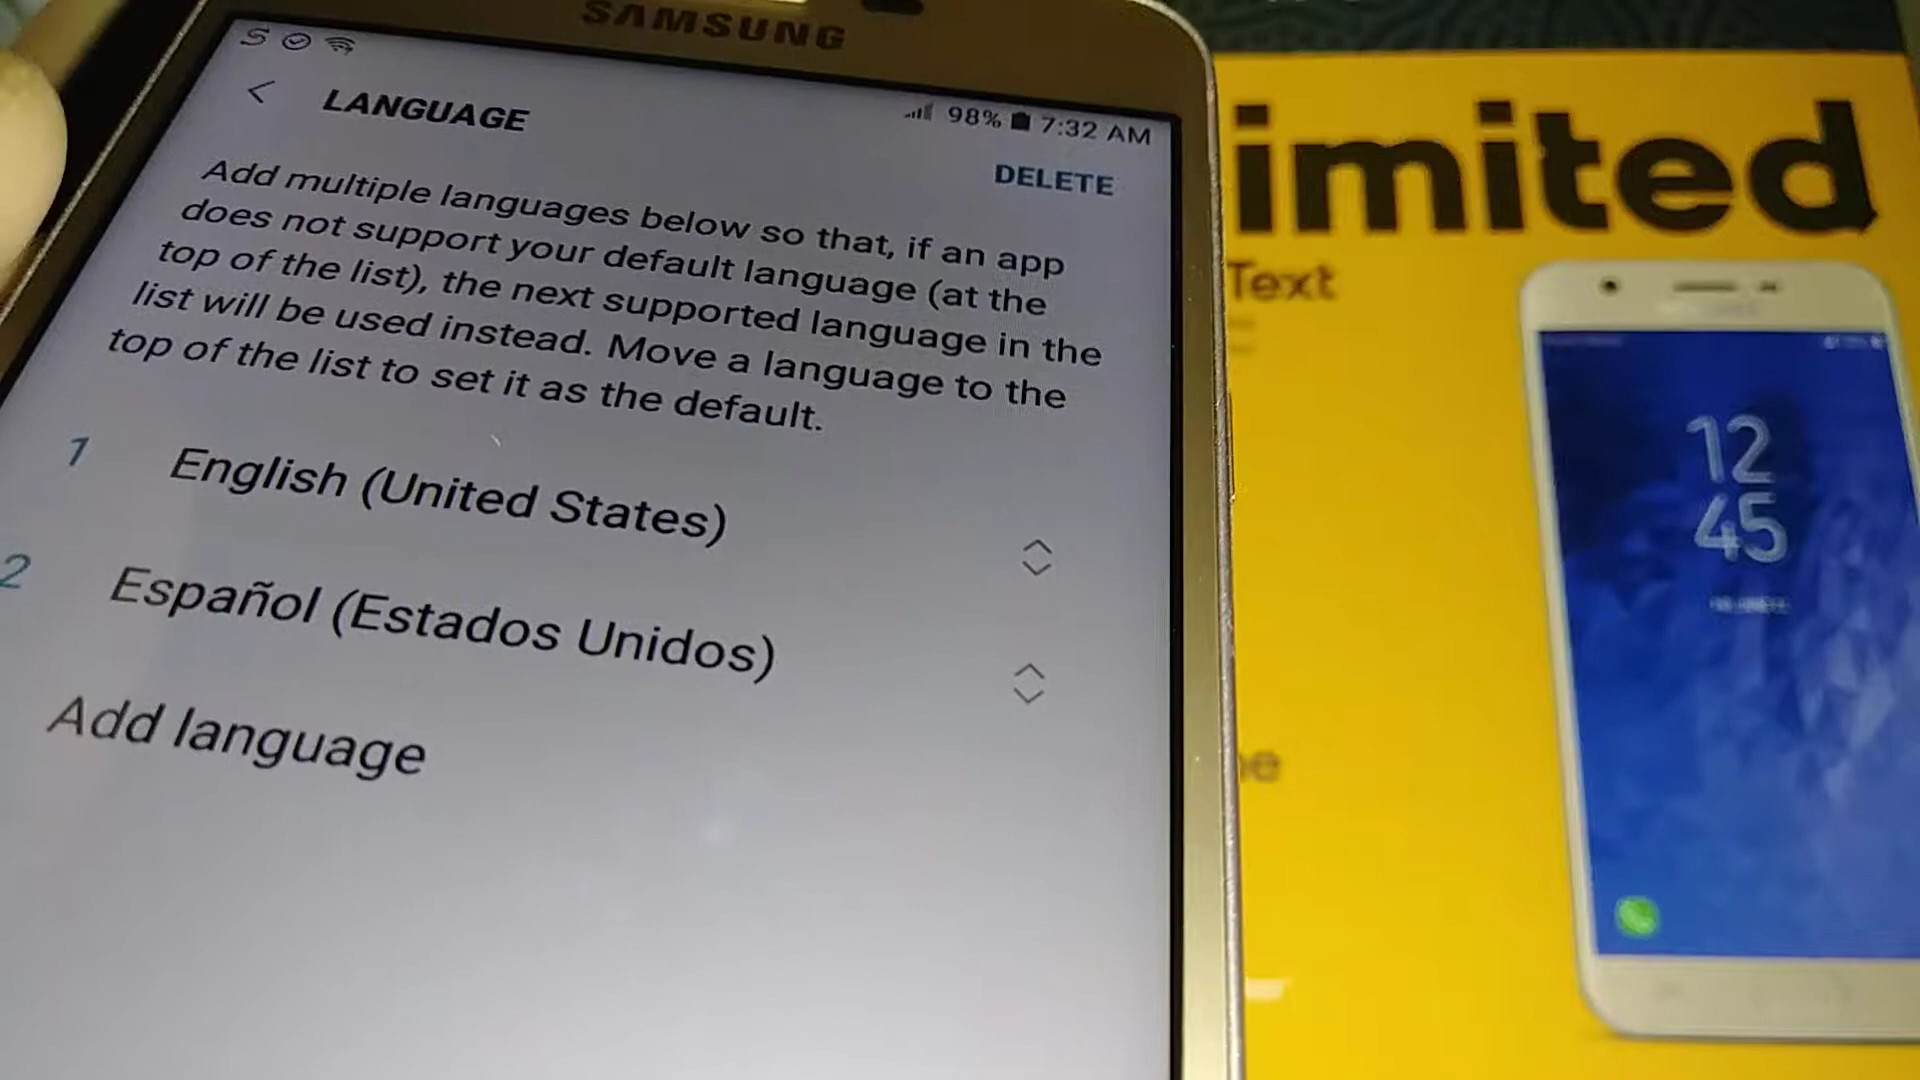 SAMSUNG
98% 7:32 AM
LANGUAGE
DELETE
Add multiple languages below so that, if an app
does not support your default language (at the
top of the list), the next supported language in the
list will be used instead. Move a language to the
top of the list to set it as the default.
1 English (United States)
2 Español (Estados Unidos)
Add language
imited
Text
12
45